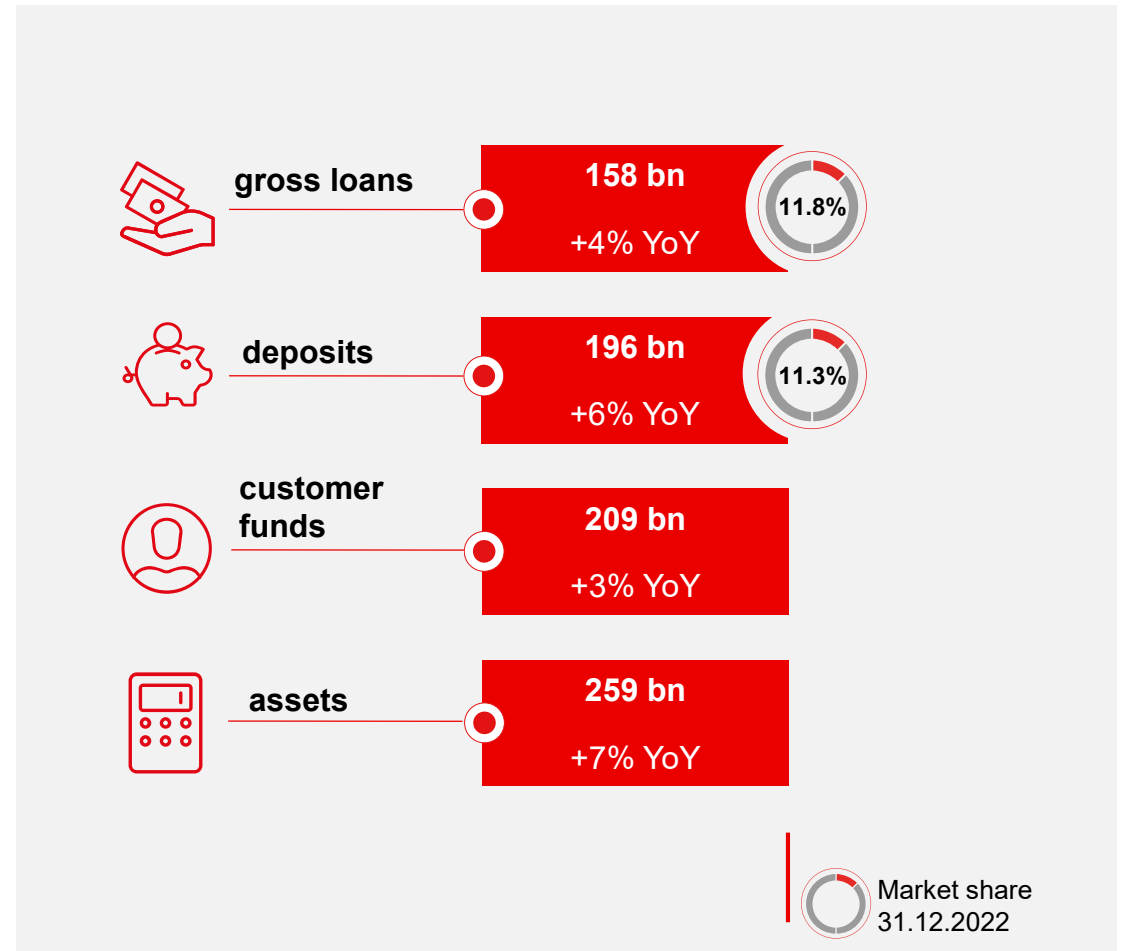 gross loans
158 bn
+4% YoY
11.8%
deposits
196 bn
+6% YoY
11.3%
customer
funds
209 bn
+3% YoY
assets
259 bn
+7% YoY
Market share
31.12.2022